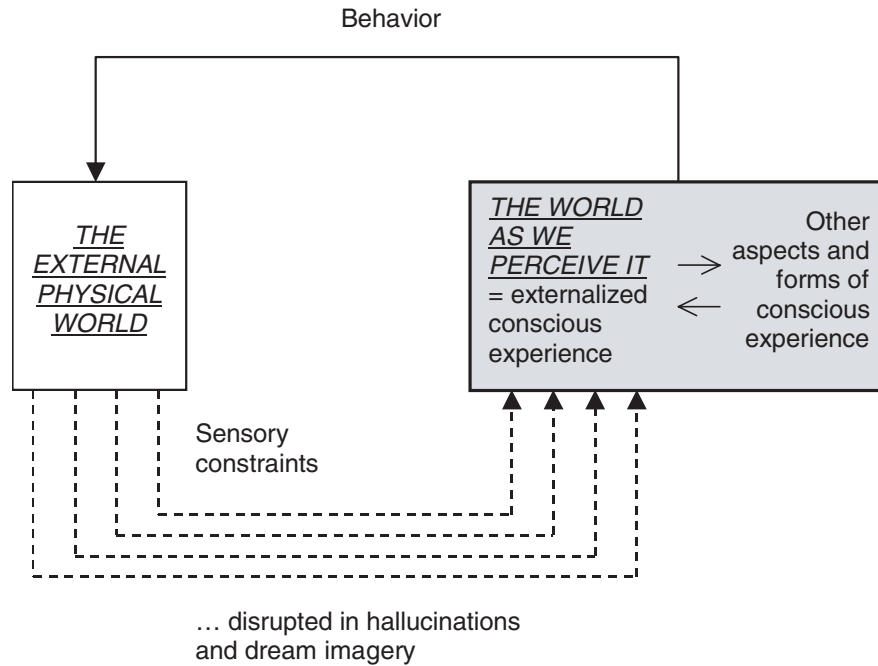 Behavior
THE
EXTERNAL
PHYSICAL
WORLD
THE WORLD
AS WE
PERCEIVE IT
= externalized
conscious
experience
Other
aspects and
forms of
conscious
experience
Sensory
constraints
… disrupted in hallucinations
and dream imagery